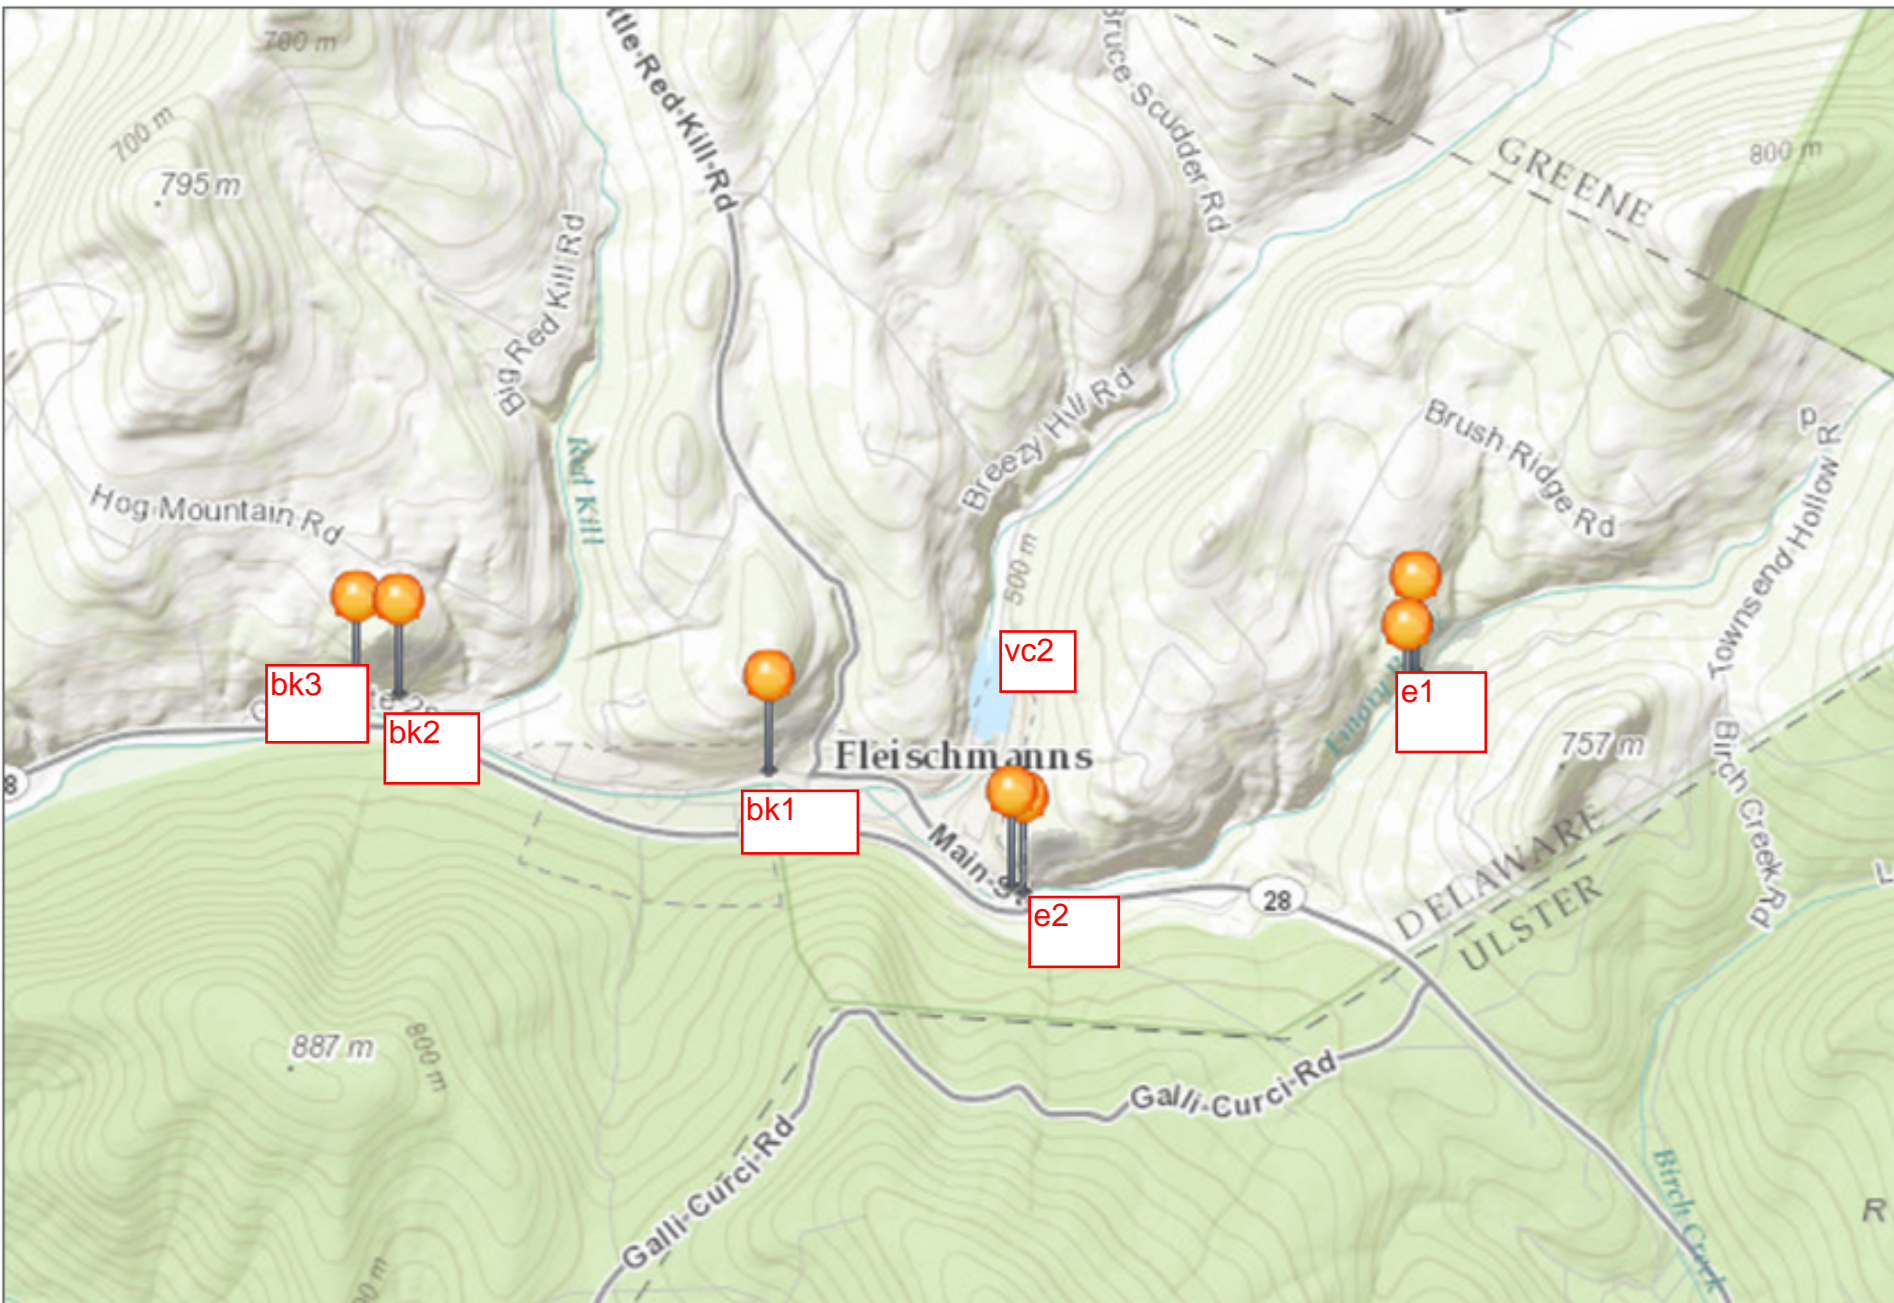 780 m
ttle-Red-Kill-Rd
Bruce-Scudder Rd
700 m
795 m
GREENE
800 m
Big Red Kill Rd
Breezy Hill Rd
Brush-Ridge Rd
Townsend Hollow R
d
Red Kill
Hog Mountain-Rd
500 m
vc2
bk3
bk2
e1
Fleischmanns
757 m
8
bk1
Main-S
Birch Creek Rd
e2
28
DELAWARE
ULSTER
L
887 m
800 m
Galli-Curci-Rd
Galli-Curci-Rd
Birch Creek
R
00 m